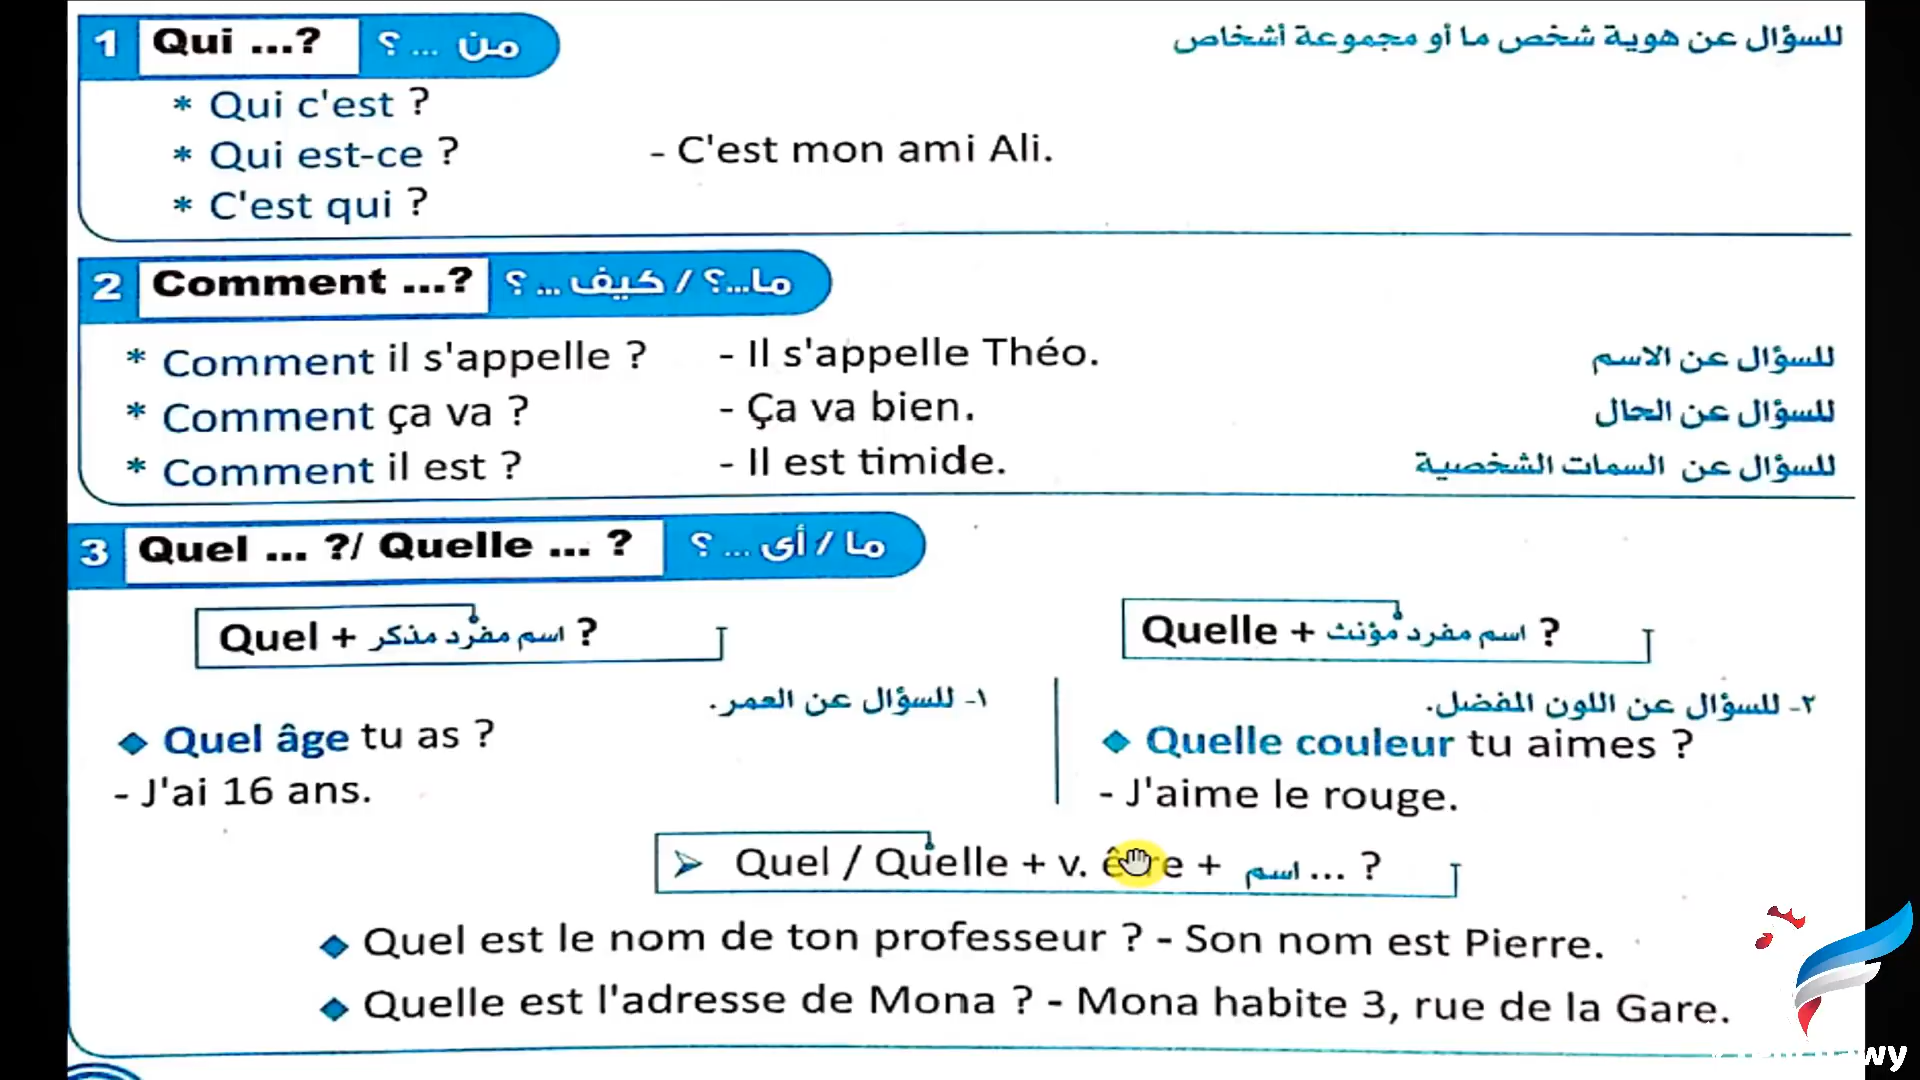 1 Qui ...? من ... ؟ للسؤال عن هوية شخص ما أو مجموعة أشخاص
* Qui c'est ?
* Qui est-ce ? - C'est mon ami Ali.
* C'est qui ?
2 Comment ...? ما...؟ / كيف ... ؟
* Comment il s'appelle ? - Il s'appelle Théo. للسؤال عن الاسم
* Comment ça va ? - Ça va bien. للسؤال عن الحال
* Comment il est ? - Il est timide. للسؤال عن السمات الشخصية
3 Quel ... ?/ Quelle ... ? ما / أى ... ؟
Quel + اسم مفرد مذكر ?
Quelle + اسم مفرد مؤنث ?
١- للسؤال عن العمر.
Quel âge tu as ?
- J'ai 16 ans.
٢- للسؤال عن اللون المفضل.
Quelle couleur tu aimes ?
- J'aime le rouge.
Quel / Quelle + v. être + اسم ... ?
Quel est le nom de ton professeur ? - Son nom est Pierre.
Quelle est l'adresse de Mona ? - Mona habite 3, rue de la Gare.